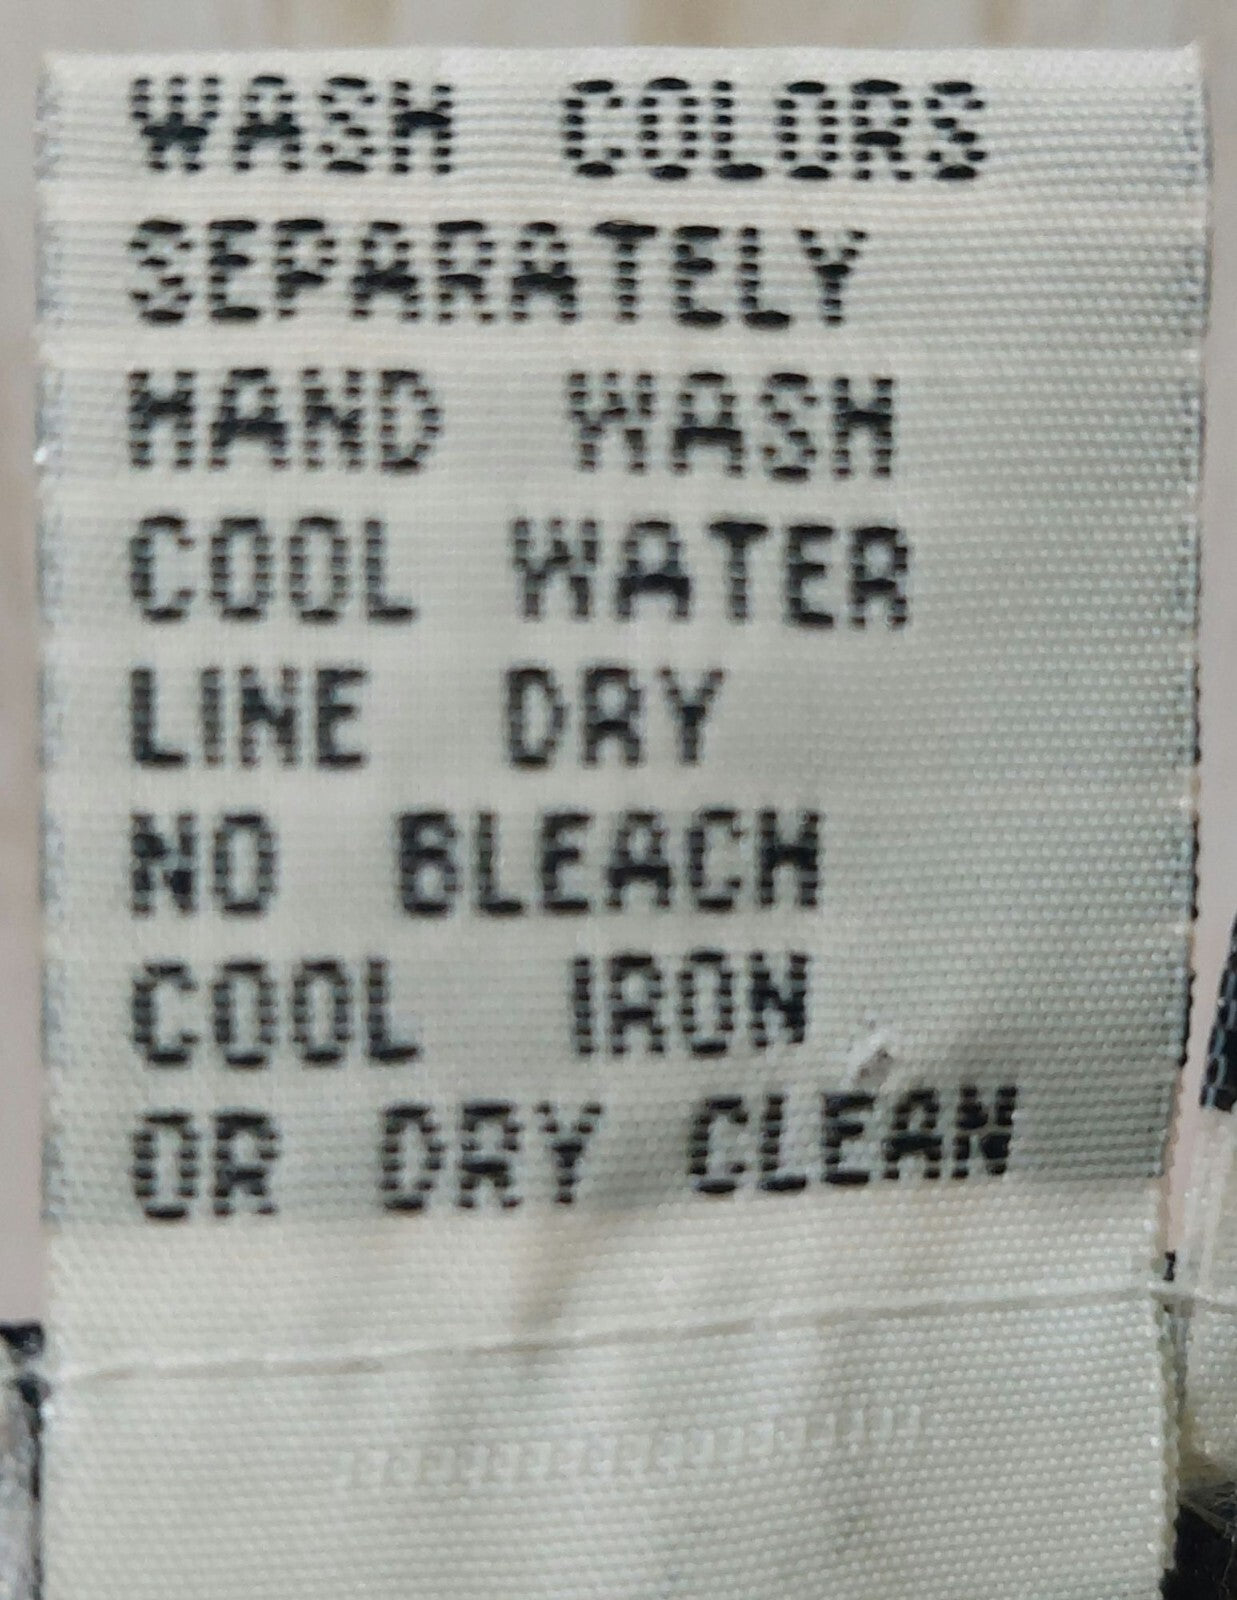 WASH COLORS
SEPARATELY
HAND WASH
COOL WATER
LINE DRY
NO BLEACH
COOL IRON
OR DRY CLEAN